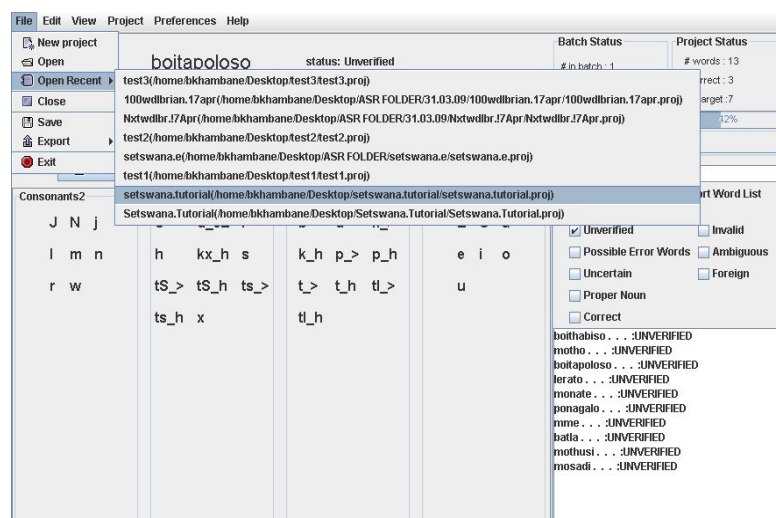 File Edit View Project Preferences Help
New project
Open
Open Recent
Close
Save
Export
Exit
boitapoloso
status: Unverified
Batch Status
# in batch : 1
Project Status
# words : 13
rrect : 3
arget :7
42%
test3(/home/bkhambane/Desktop/test3/test3.proj)
100wdlbrian.17apr(/home/bkhambane/Desktop/ASR FOLDER/31.03.09/100wdlbrian.17apr/100wdlbrian.17apr.proj)
Nxtwdlbr.!7Apr(/home/bkhambane/Desktop/ASR FOLDER/31.03.09/Nxtwdlbr.!7Apr/Nxtwdlbr.!7Apr.proj)
test2(/home/bkhambane/Desktop/test2/test2.proj)
setswana.e(/home/bkhambane/Desktop/ASR FOLDER/setswana.e/setswana.e.proj)
test1(/home/bkhambane/Desktop/test1/test1.proj)
setswana.tutorial(/home/bkhambane/Desktop/setswana.tutorial/setswana.tutorial.proj)
Setswana.Tutorial(/home/bkhambane/Desktop/Setswana.Tutorial/Setswana.Tutorial.proj)
Consonants2
J N j
l m n h kx_h s k_h p_> p_h e i o
r w tS_> tS_h ts_> t_> t_h tl_> u
ts_h x tl_h
rt Word List
Unverified Invalid
Possible Error Words Ambiguous
Uncertain Foreign
Proper Noun
Correct
boithabiso . . . :UNVERIFIED
motho . . . :UNVERIFIED
boitapoloso . . . :UNVERIFIED
lerato . . . :UNVERIFIED
monate . . . :UNVERIFIED
ponagalo . . . :UNVERIFIED
mme . . . :UNVERIFIED
batla . . . :UNVERIFIED
mothusi . . . :UNVERIFIED
mosadi . . . :UNVERIFIED